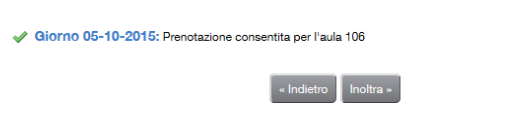 Giorno 05-10-2015: Prenotazione consentita per l'aula 106
« Indietro Inoltra »